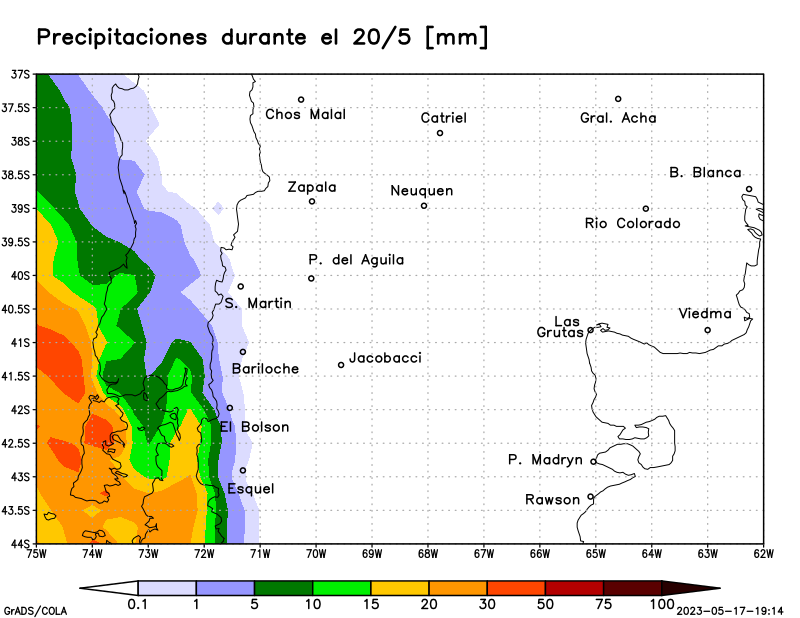 Precipitaciones durante el 20/5 [mm]
37S
37.5S
38S
38.5S
39S
39.5S
40S
40.5S
41S
41.5S
42S
42.5S
43S
43.5S
44S
Chos Malal
Catriel
Gral. Acha
B. Blanca
Zapala
Neuquen
Rio Colorado
P. del Aguila
S. Martin
Viedma
Las
Grutas
Bariloche
Jacobacci
El Bolson
P. Madryn
Esquel
Rawson
75W 74W 73W 72W 71W 70W 69W 68W 67W 66W 65W 64W 63W 62W
0.1 1 5 10 15 20 30 50 75 100
GrADS/COLA
2023-05-17-19:14